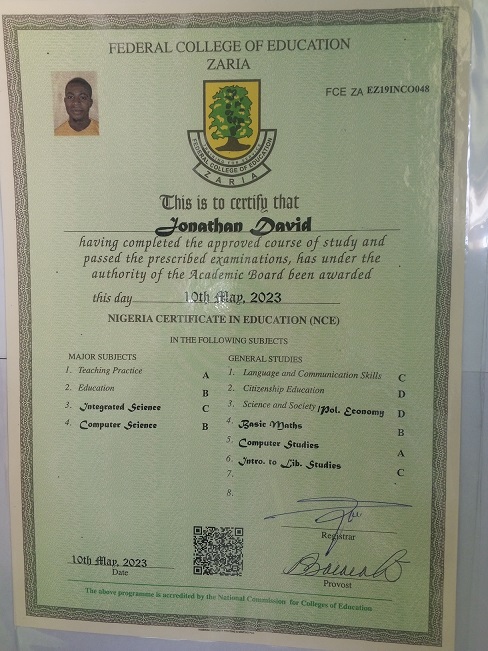 FEDERAL COLLEGE OF EDUCATION
ZARIA
FCE ZA EZ19INCO048
FEDERAL COLLEGE OF EDUCATION
ZARIA
This is to certify that
Jonathan David
having completed the approved course of study and
passed the prescribed examinations, has under the
authority of the Academic Board been awarded
this day 10th May, 2023
NIGERIA CERTIFICATE IN EDUCATION (NCE)
IN THE FOLLOWING SUBJECTS
MAJOR SUBJECTS
1. Teaching Practice A
2. Education B
3. Integrated Science C
4. Computer Science B
GENERAL STUDIES
1. Language and Communication Skills C
2. Citizenship Education D
3. Science and Society /Pol. Economy D
4. Basic Maths B
5. Computer Studies A
6. Intro. to Lib. Studies C
7.
8.
Registrar
10th May, 2023
Date
Provost
The above programme is accredited by the National Commission for Colleges of Education